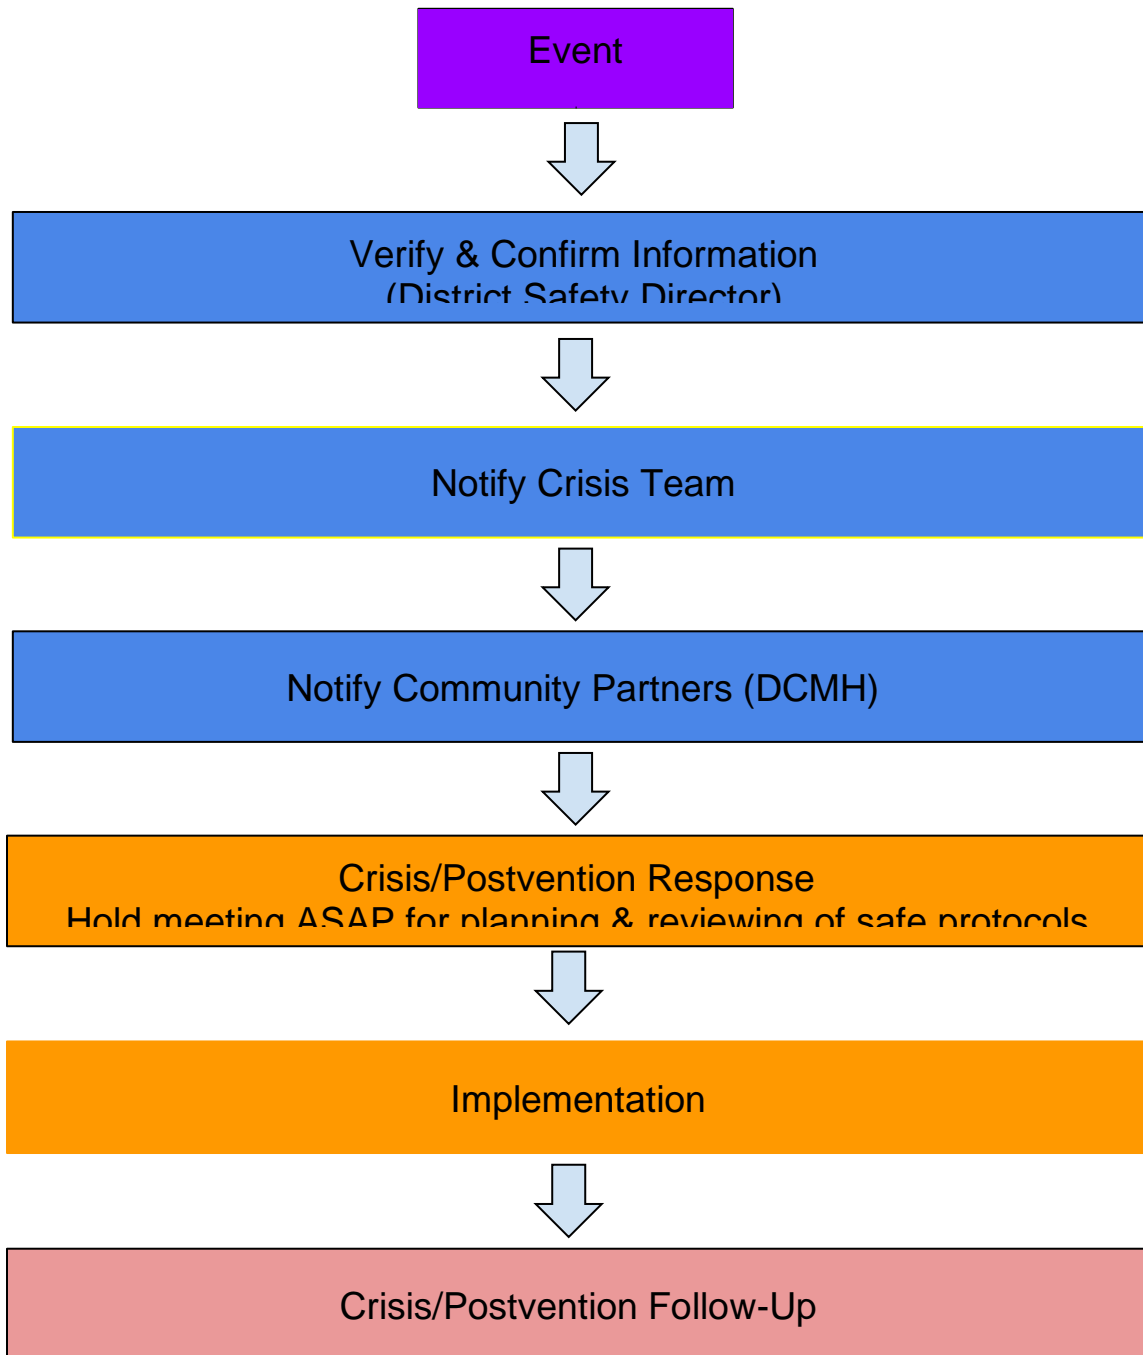 Event
Verify & Confirm Information
(District Safety Director)
Notify Crisis Team
Notify Community Partners (DCMH)
Crisis/Postvention Response
Hold meeting ASAP for planning & reviewing of safe protocols
Implementation
Crisis/Postvention Follow-Up